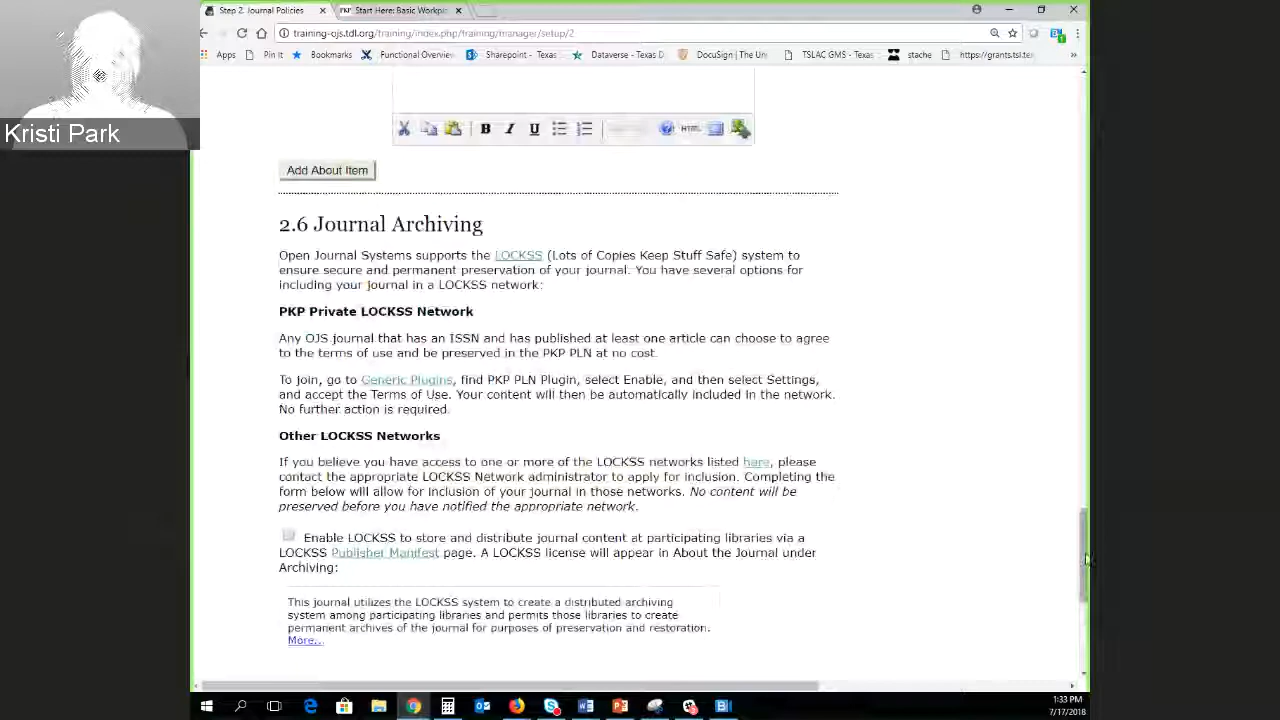 Step 2. Journal Policies
PKP Start Here: Basic Workpl
training-ojs.tdl.org/training/index.php/training/manager/setup/2
Apps
Pin It
Bookmarks
Functional Overview
Sharepoint - Texas
Dataverse - Texas D
DocuSign | The Uni
TSLAC GMS - Texas
stache
https://grants.tsl.tex
Kristi Park
B I U
HTML
Add About Item
2.6 Journal Archiving
Open Journal Systems supports the LOCKSS (Lots of Copies Keep Stuff Safe) system to
ensure secure and permanent preservation of your journal. You have several options for
including your journal in a LOCKSS network:
PKP Private LOCKSS Network
Any OJS journal that has an ISSN and has published at least one article can choose to agree
to the terms of use and be preserved in the PKP PLN at no cost.
To join, go to Generic Plugins, find PKP PLN Plugin, select Enable, and then select Settings,
and accept the Terms of Use. Your content will then be automatically included in the network.
No further action is required.
Other LOCKSS Networks
If you believe you have access to one or more of the LOCKSS networks listed here, please
contact the appropriate LOCKSS Network administrator to apply for inclusion. Completing the
form below will allow for inclusion of your journal in those networks. No content will be
preserved before you have notified the appropriate network.
Enable LOCKSS to store and distribute journal content at participating libraries via a
LOCKSS Publisher Manifest page. A LOCKSS license will appear in About the Journal under
Archiving:
This journal utilizes the LOCKSS system to create a distributed archiving
system among participating libraries and permits those libraries to create
permanent archives of the journal for purposes of preservation and restoration.
More...
1:33 PM
7/17/2018